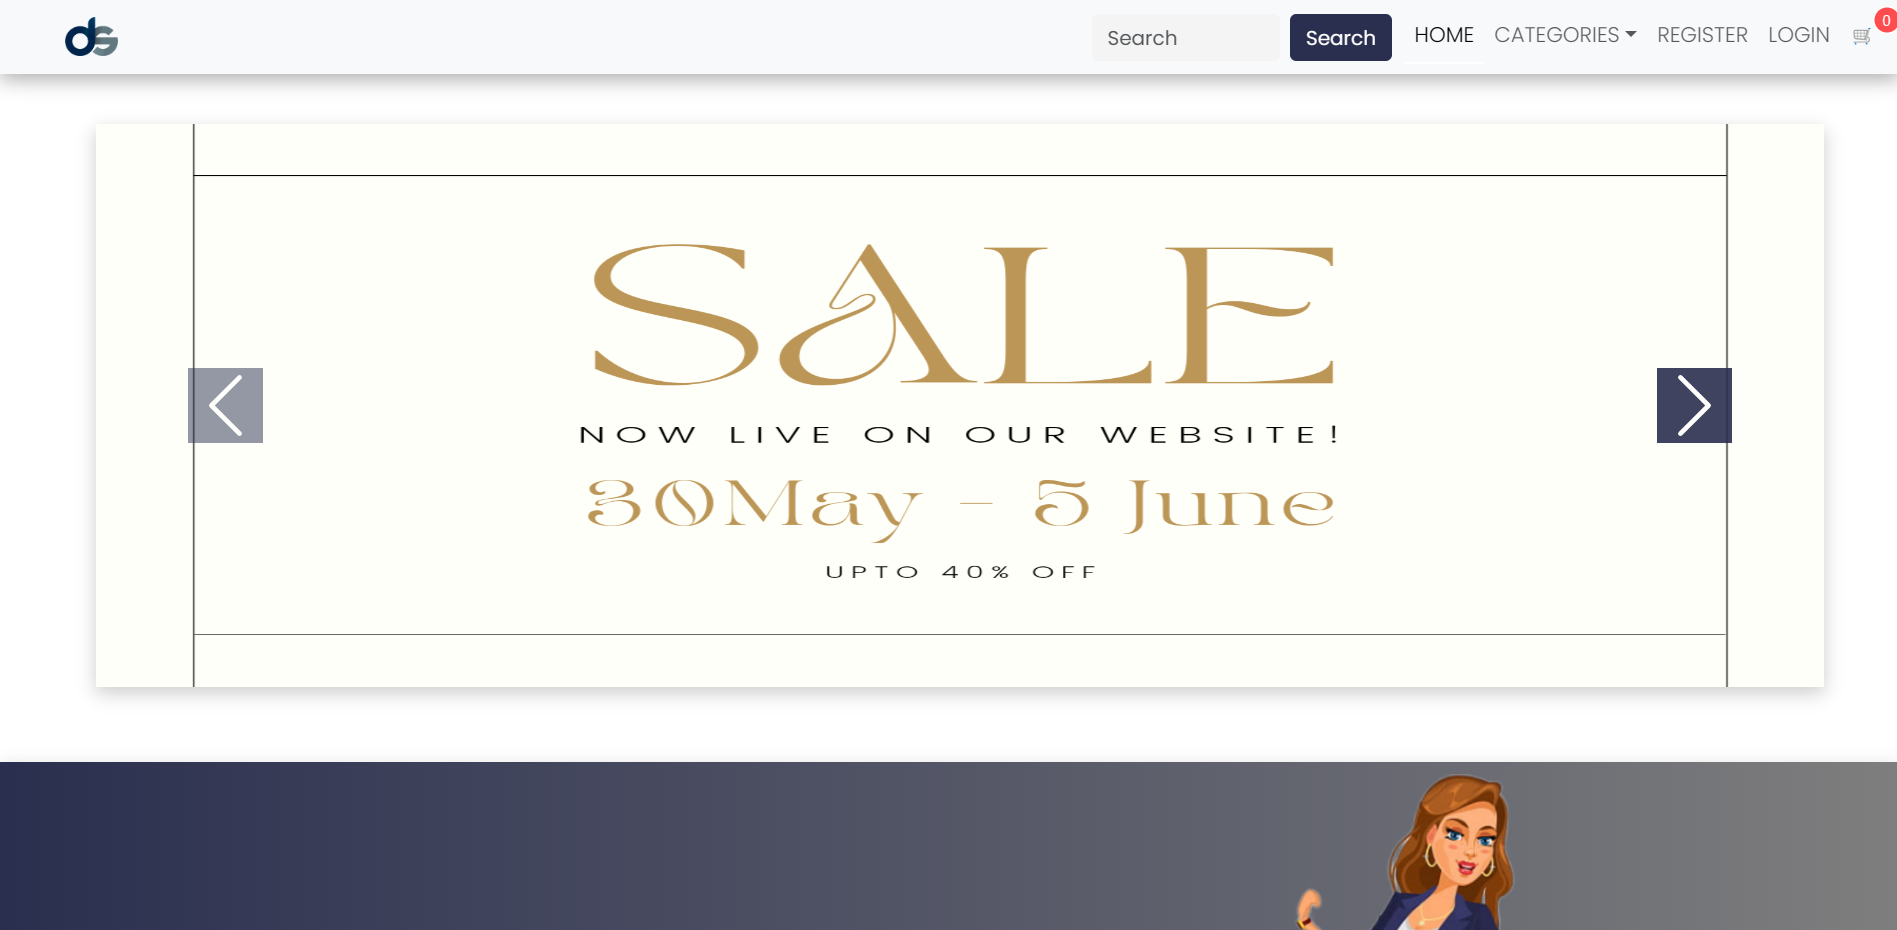 ds
Search Search HOME CATEGORIES REGISTER LOGIN 0
SALE
NOW LIVE ON OUR WEBSITE!
30May - 5 June
UPTO 40% OFF